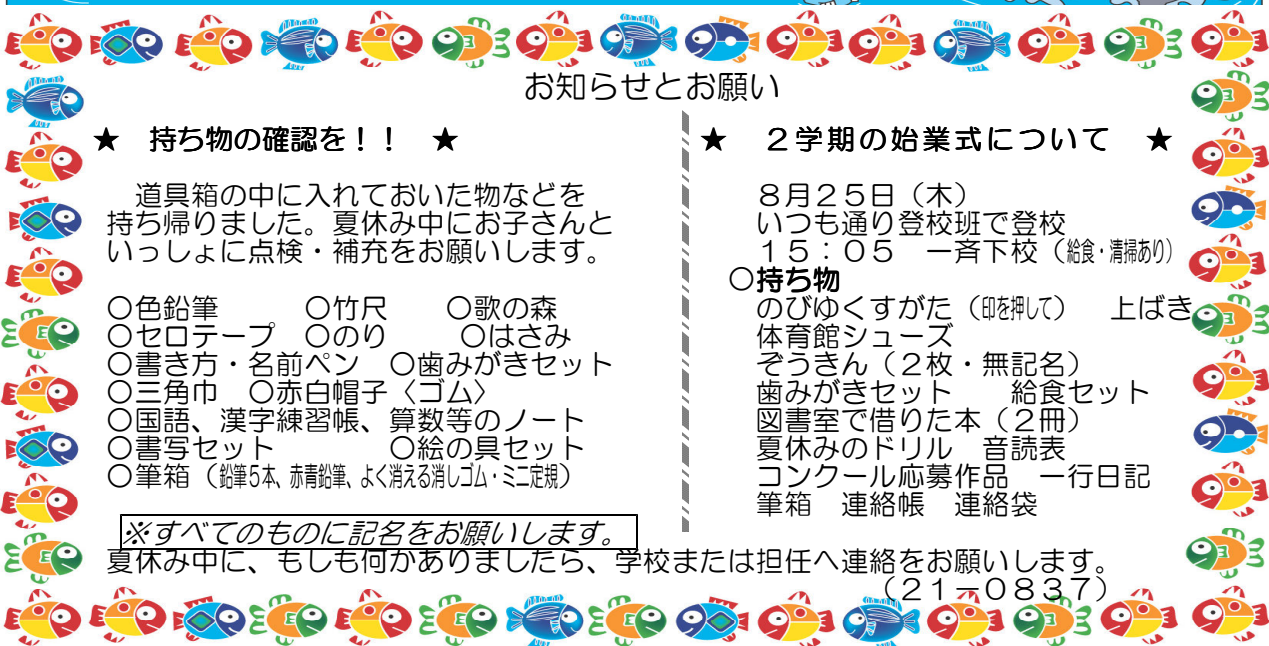 お知らせとお願い
★　持ち物の確認を！！　★
　道具箱の中に入れておいた物などを
持ち帰りました。夏休み中にお子さんと
いっしょに点検・補充をお願いします。
○色鉛筆　　　○竹尺　　○歌の森
○セロテープ　○のり　　　○はさみ
○書き方・名前ペン　○歯みがきセット
○三角巾　○赤白帽子〈ゴム〉
○国語、漢字練習帳、算数等のノート
○書写セット　　　　○絵の具セット
○筆箱（鉛筆5本、赤青鉛筆、よく消える消しゴム・ミニ定規）
※すべてのものに記名をお願いします。
★　２学期の始業式について　★
８月２５日（木）
いつも通り登校班で登校
１５：０５　一斉下校（給食・清掃あり）
○持ち物
のびゆくすがた（印を押して）　上ばき
体育館シューズ
ぞうきん（２枚・無記名）
歯みがきセット　　給食セット
図書室で借りた本（２冊）
夏休みのドリル　音読表
コンクール応募作品　一行日記
筆箱　連絡帳　連絡袋
夏休み中に、もしも何かありましたら、学校または担任へ連絡をお願いします。
（２１－０８３７）